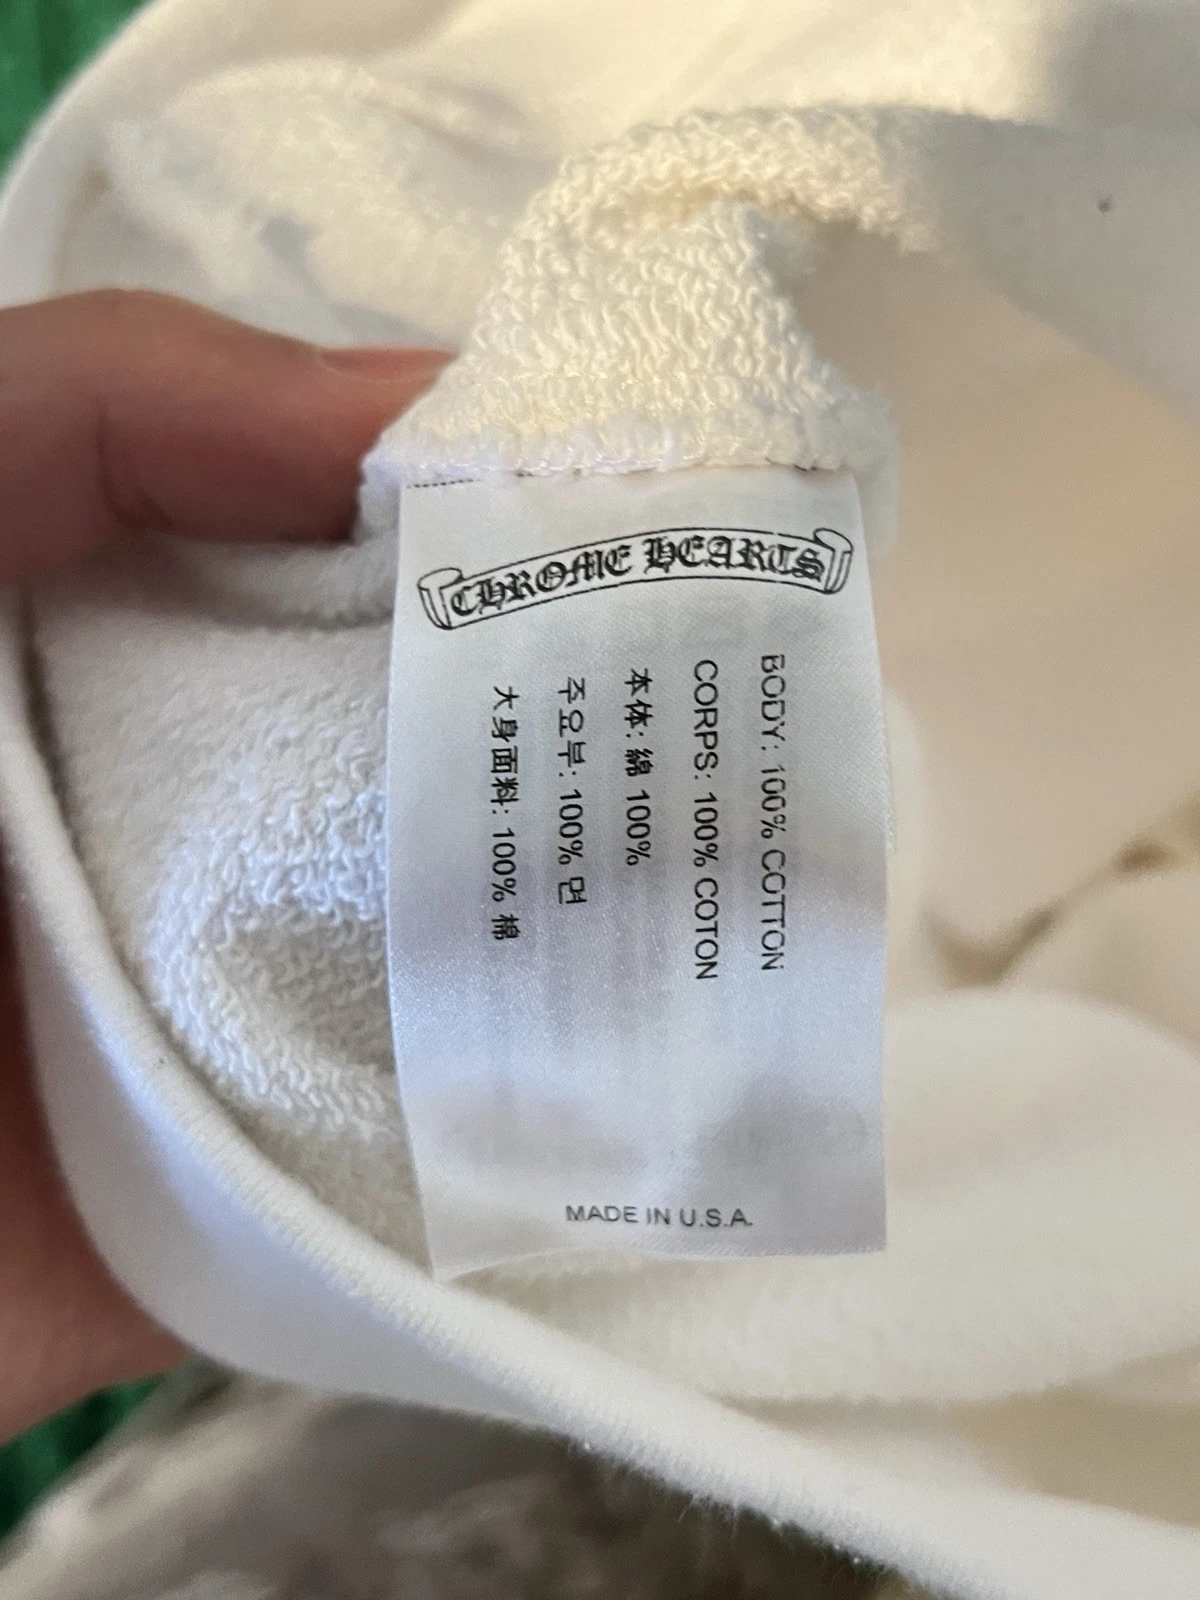 CHROME HEARTS
BODY: 100% COTTON
CORPS: 100% COTON
本体: 綿 100%
주요부: 100% 면
大身面料: 100% 棉
MADE IN U.S.A.